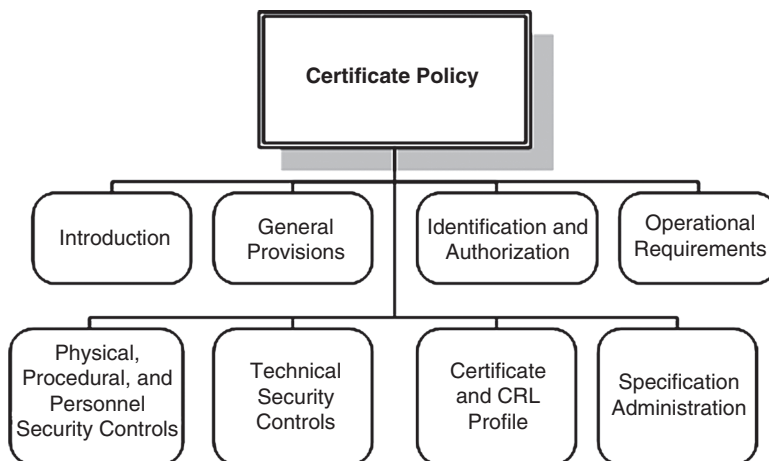 Certificate Policy
Introduction
General
Provisions
Identification and
Authorization
Operational
Requirements
Physical,
Procedural, and
Personnel
Security Controls
Technical
Security
Controls
Certificate
and CRL
Profile
Specification
Administration